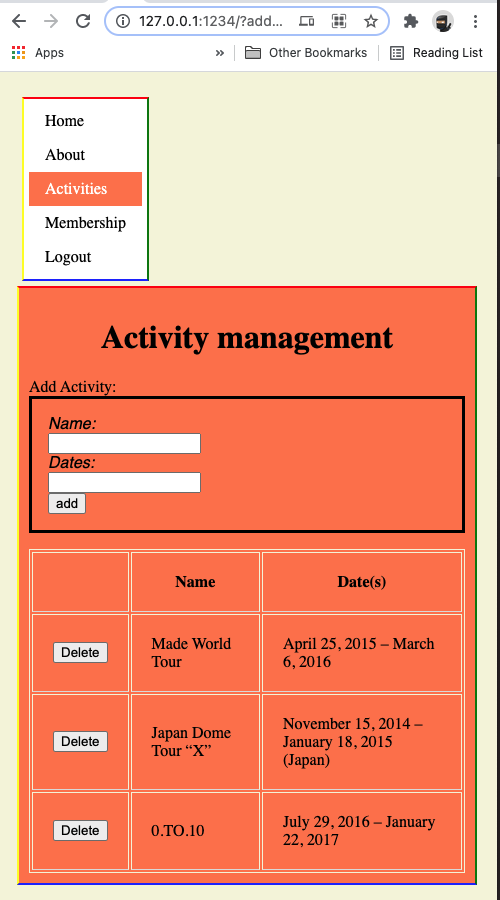 127.0.0.1:1234/?add...
Apps
»
Other Bookmarks
Reading List
Home
About
Activities
Membership
Logout
Activity management
Add Activity:
Name:
Dates:
add
Name
Date(s)
Delete
Made World
Tour
April 25, 2015 – March
6, 2016
Delete
Japan Dome
Tour “X”
November 15, 2014 –
January 18, 2015
(Japan)
Delete
0.TO.10
July 29, 2016 – January
22, 2017